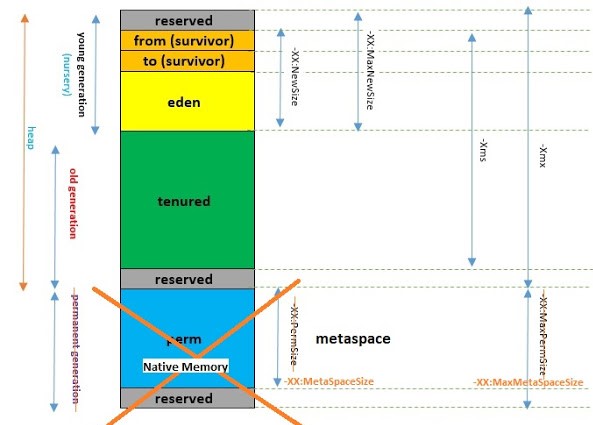 reserved
from (survivor)
to (survivor)
eden
tenured
reserved
perm
Native Memory
reserved
heap
young generation
(nursery)
old generation
permanent generation
-XX:NewSize
-XX:MaxNewSize
-Xms
-Xmx
-XX:PermSize
metaspace
-XX:MaxPermSize
-XX:MetaSpaceSize
-XX:MaxMetaSpaceSize